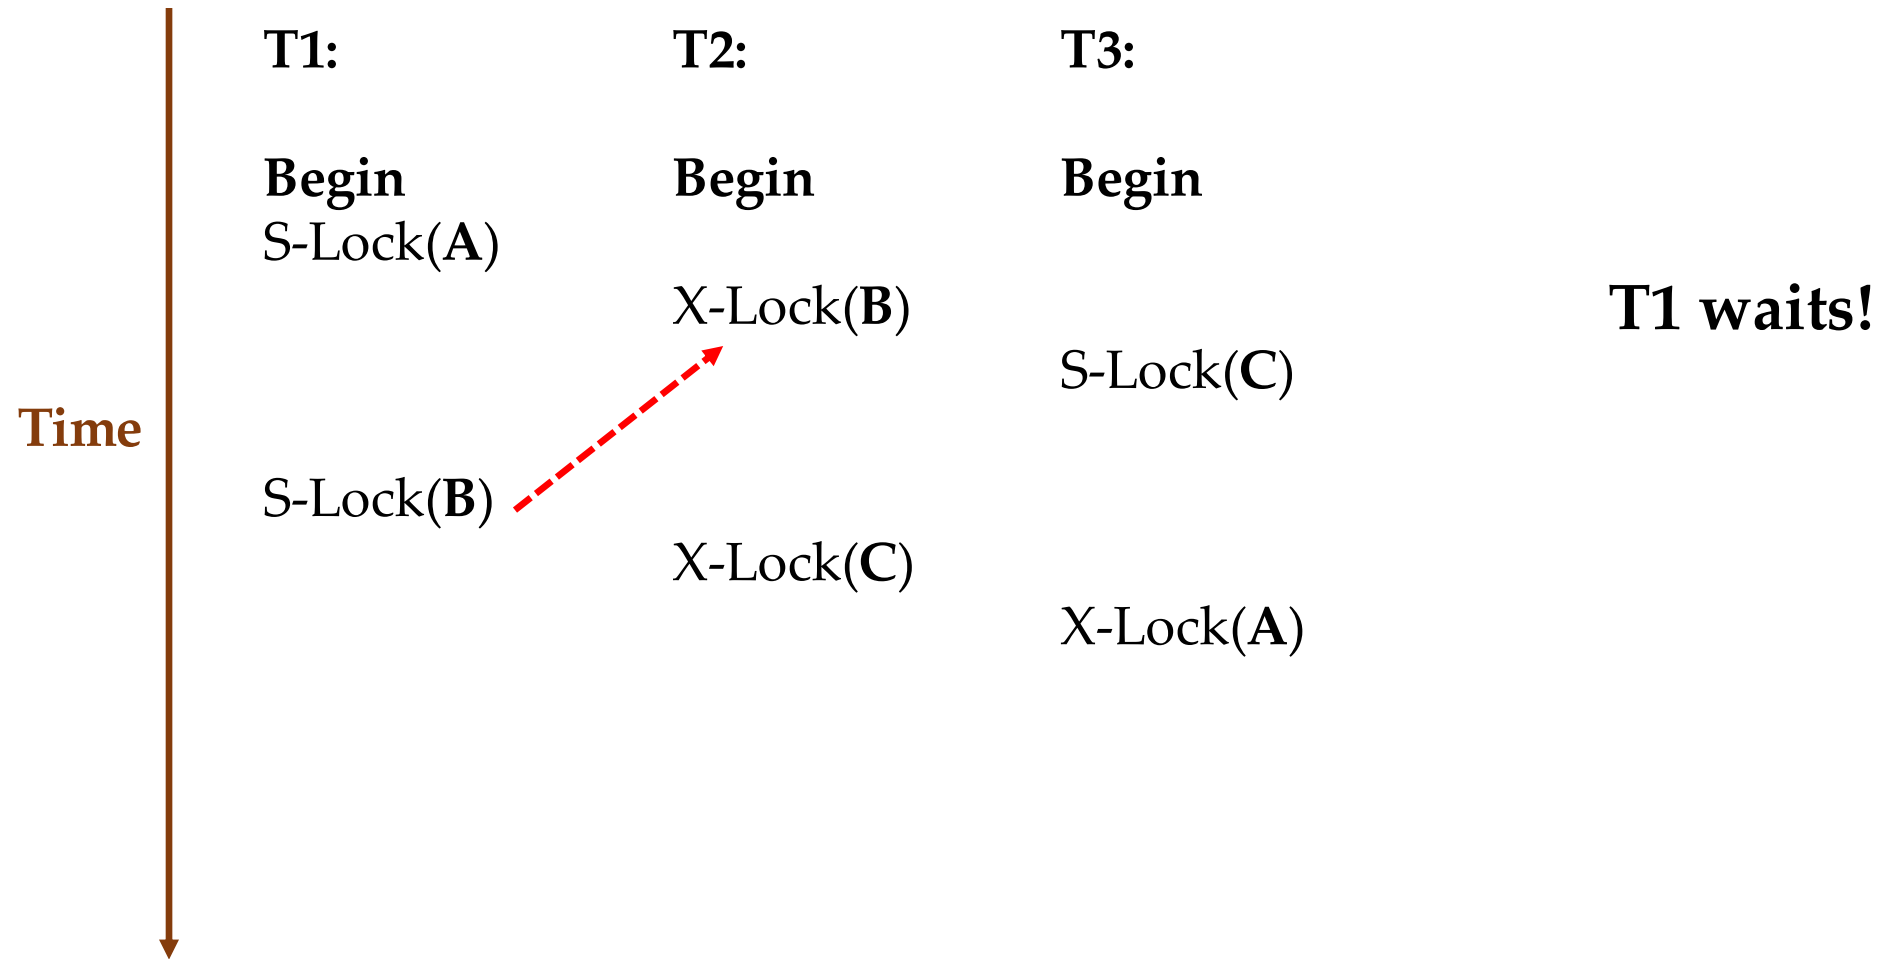 T1: T2: T3:
Begin Begin Begin
S-Lock(A)
X-Lock(B)
T1 waits!
S-Lock(C)
Time
S-Lock(B)
X-Lock(C)
X-Lock(A)